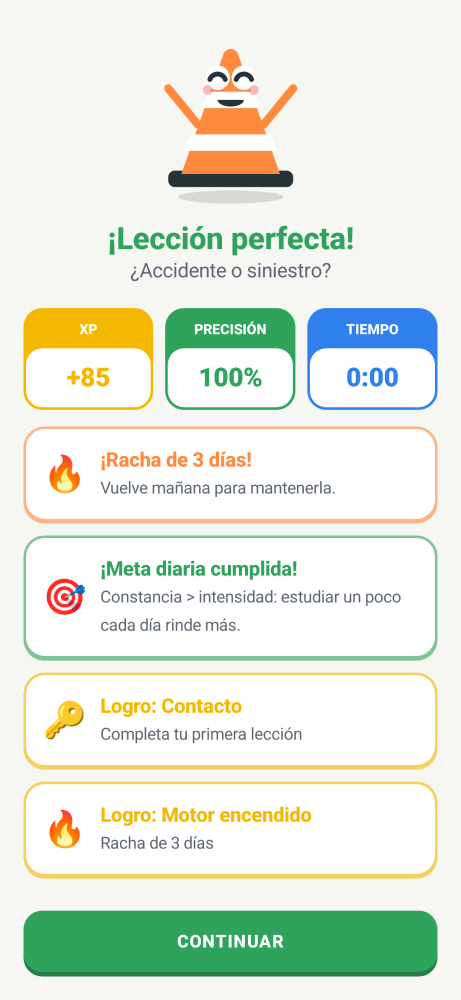 ¡Lección perfecta!
¿Accidente o siniestro?
XP
PRECISIÓN
TIEMPO
+85
100%
0:00
¡Racha de 3 días!
Vuelve mañana para mantenerla.
¡Meta diaria cumplida!
Constancia > intensidad: estudiar un poco
cada día rinde más.
Logro: Contacto
Completa tu primera lección
Logro: Motor encendido
Racha de 3 días
CONTINUAR